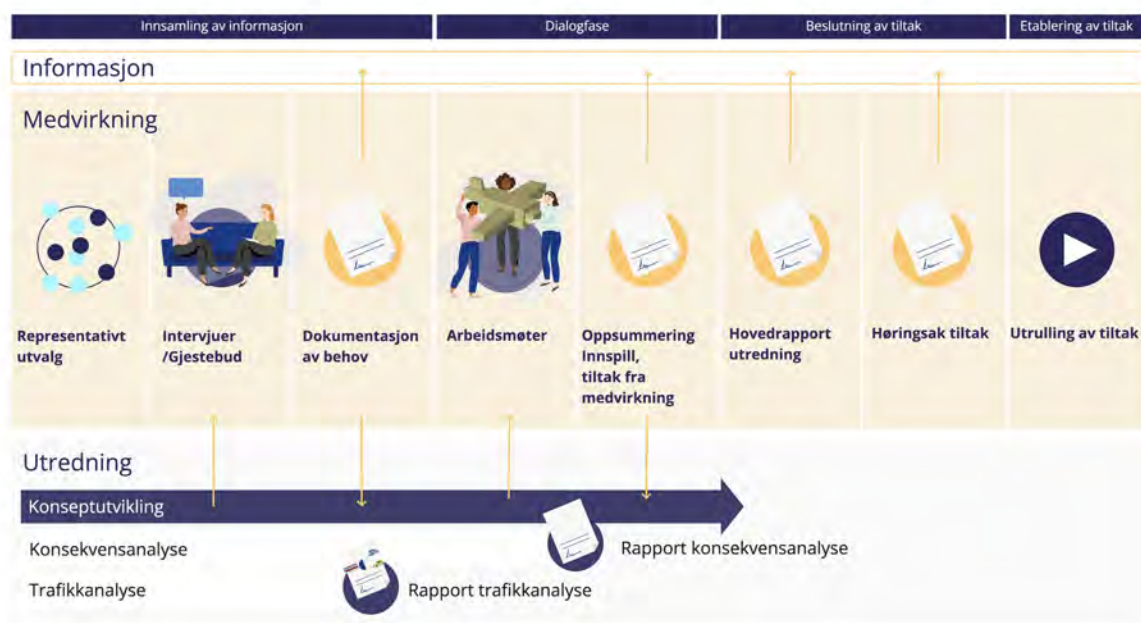 Innsamling av informasjon
Dialogfase
Beslutning av tiltak
Etablering av tiltak
Informasjon
Medvirkning
Representativt
utvalg
Intervjuer
/Gjestebud
Dokumentasjon
av behov
Arbeidsmøter
Oppsummering
Innspill,
tiltak fra
medvirkning
Hovedrapport
utredning
Høringsak tiltak
Utrulling av tiltak
Utredning
Konseptutvikling
Konsekvensanalyse
Rapport konsekvensanalyse
Trafikkanalyse
Rapport trafikkanalyse